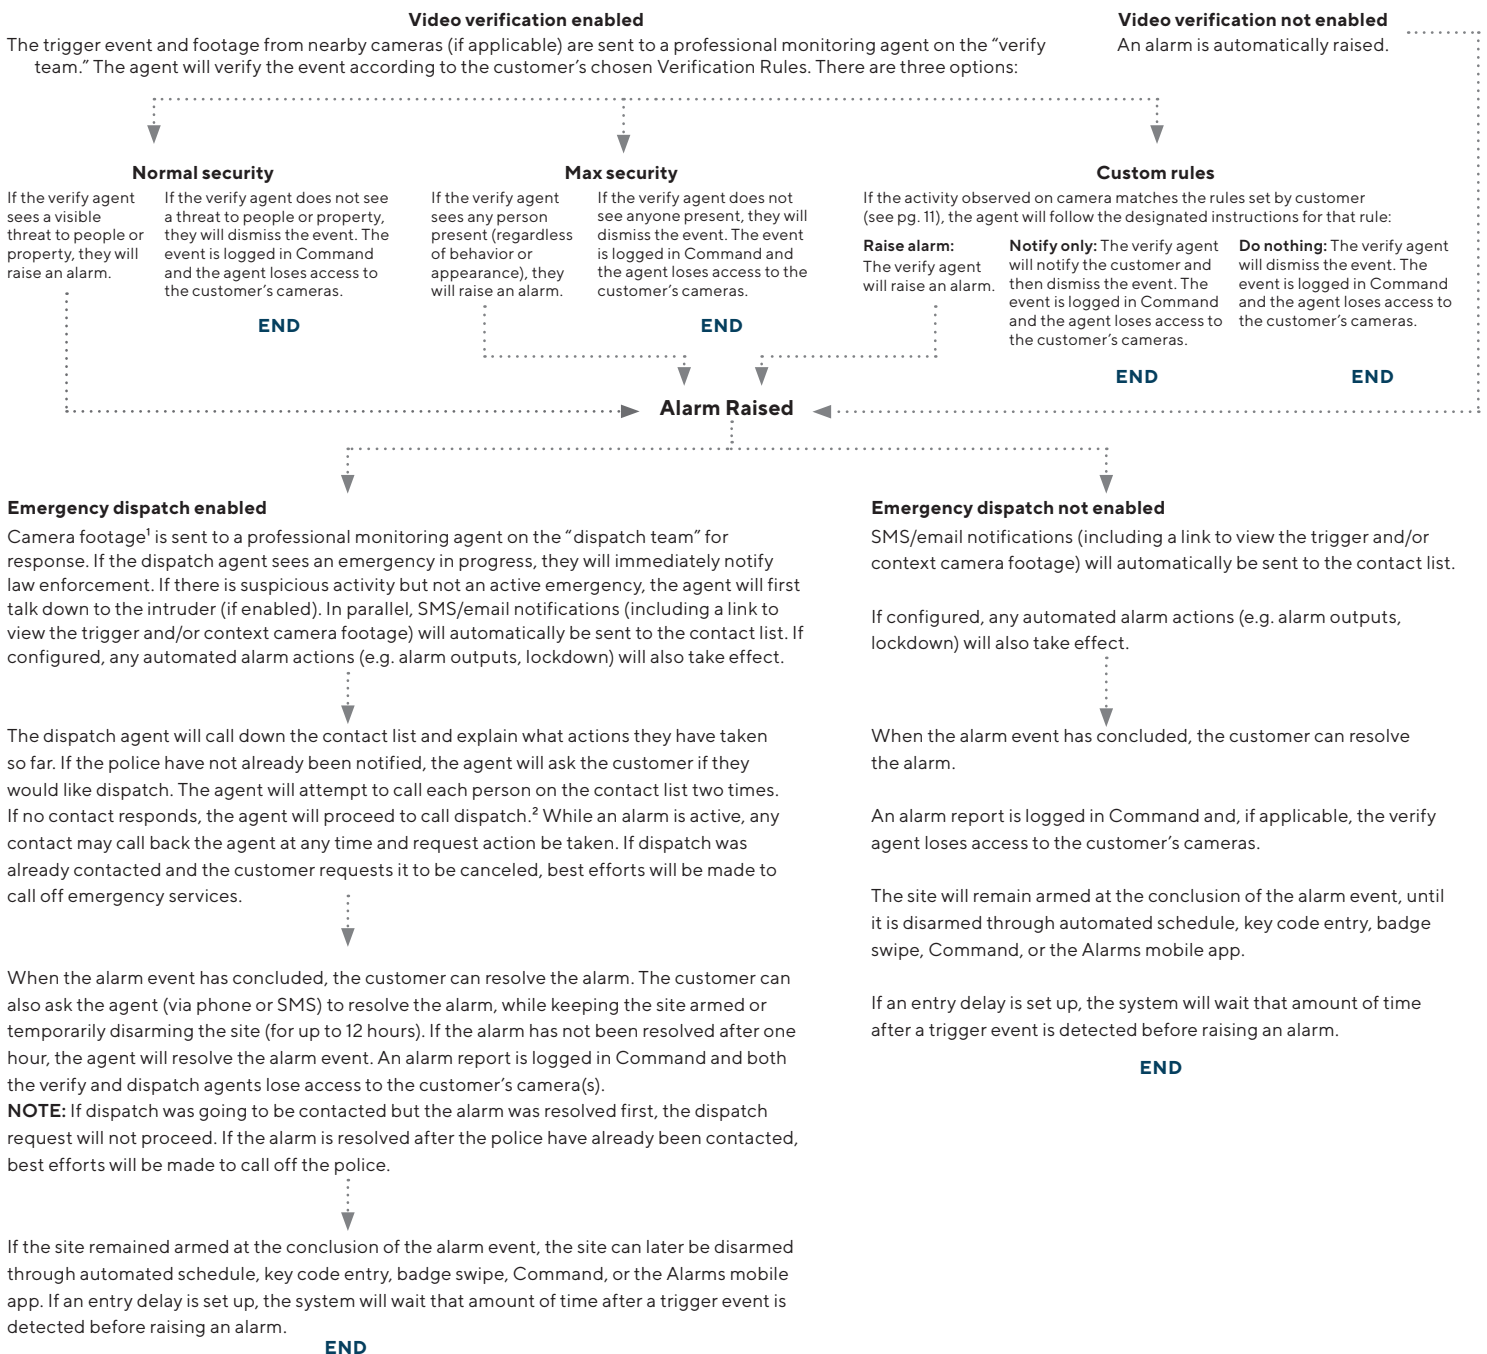 Video verification enabled
The trigger event and footage from nearby cameras (if applicable) are sent to a professional monitoring agent on the “verify
team.” The agent will verify the event according to the customer’s chosen Verification Rules. There are three options:
Video verification not enabled
An alarm is automatically raised.
Normal security
If the verify agent
sees a visible
threat to people or
property, they will
raise an alarm.
If the verify agent does not see
a threat to people or property,
they will dismiss the event. The
event is logged in Command
and the agent loses access to
the customer’s cameras.
END
Max security
If the verify agent
sees any person
present (regardless
of behavior or
appearance), they
will raise an alarm.
If the verify agent does not
see anyone present, they will
dismiss the event. The event
is logged in Command and
the agent loses access to the
customer’s cameras.
END
Custom rules
If the activity observed on camera matches the rules set by customer
(see pg. 11), the agent will follow the designated instructions for that rule:
Raise alarm:
The verify agent
will raise an alarm.
Notify only: The verify agent
will notify the customer and
then dismiss the event. The
event is logged in Command
and the agent loses access to
the customer’s cameras.
END
Do nothing: The verify agent
will dismiss the event. The
event is logged in Command
and the agent loses access to
the customer’s cameras.
END
Alarm Raised
Emergency dispatch enabled
Camera footage¹ is sent to a professional monitoring agent on the “dispatch team” for
response. If the dispatch agent sees an emergency in progress, they will immediately notify
law enforcement. If there is suspicious activity but not an active emergency, the agent will first
talk down to the intruder (if enabled). In parallel, SMS/email notifications (including a link to
view the trigger and/or context camera footage) will automatically be sent to the contact list. If
configured, any automated alarm actions (e.g. alarm outputs, lockdown) will also take effect.
The dispatch agent will call down the contact list and explain what actions they have taken
so far. If the police have not already been notified, the agent will ask the customer if they
would like dispatch. The agent will attempt to call each person on the contact list two times.
If no contact responds, the agent will proceed to call dispatch.² While an alarm is active, any
contact may call back the agent at any time and request action be taken. If dispatch was
already contacted and the customer requests it to be canceled, best efforts will be made to
call off emergency services.
When the alarm event has concluded, the customer can resolve the alarm. The customer can
also ask the agent (via phone or SMS) to resolve the alarm, while keeping the site armed or
temporarily disarming the site (for up to 12 hours). If the alarm has not been resolved after one
hour, the agent will resolve the alarm event. An alarm report is logged in Command and both
the verify and dispatch agents lose access to the customer’s camera(s).
NOTE: If dispatch was going to be contacted but the alarm was resolved first, the dispatch
request will not proceed. If the alarm is resolved after the police have already been contacted,
best efforts will be made to call off the police.
If the site remained armed at the conclusion of the alarm event, the site can later be disarmed
through automated schedule, key code entry, badge swipe, Command, or the Alarms mobile
app. If an entry delay is set up, the system will wait that amount of time after a trigger event is
detected before raising an alarm.
END
Emergency dispatch not enabled
SMS/email notifications (including a link to view the trigger and/or
context camera footage) will automatically be sent to the contact list.
If configured, any automated alarm actions (e.g. alarm outputs,
lockdown) will also take effect.
When the alarm event has concluded, the customer can resolve
the alarm.
An alarm report is logged in Command and, if applicable, the verify
agent loses access to the customer’s cameras.
The site will remain armed at the conclusion of the alarm event, until
it is disarmed through automated schedule, key code entry, badge
swipe, Command, or the Alarms mobile app.
If an entry delay is set up, the system will wait that amount of time
after a trigger event is detected before raising an alarm.
END